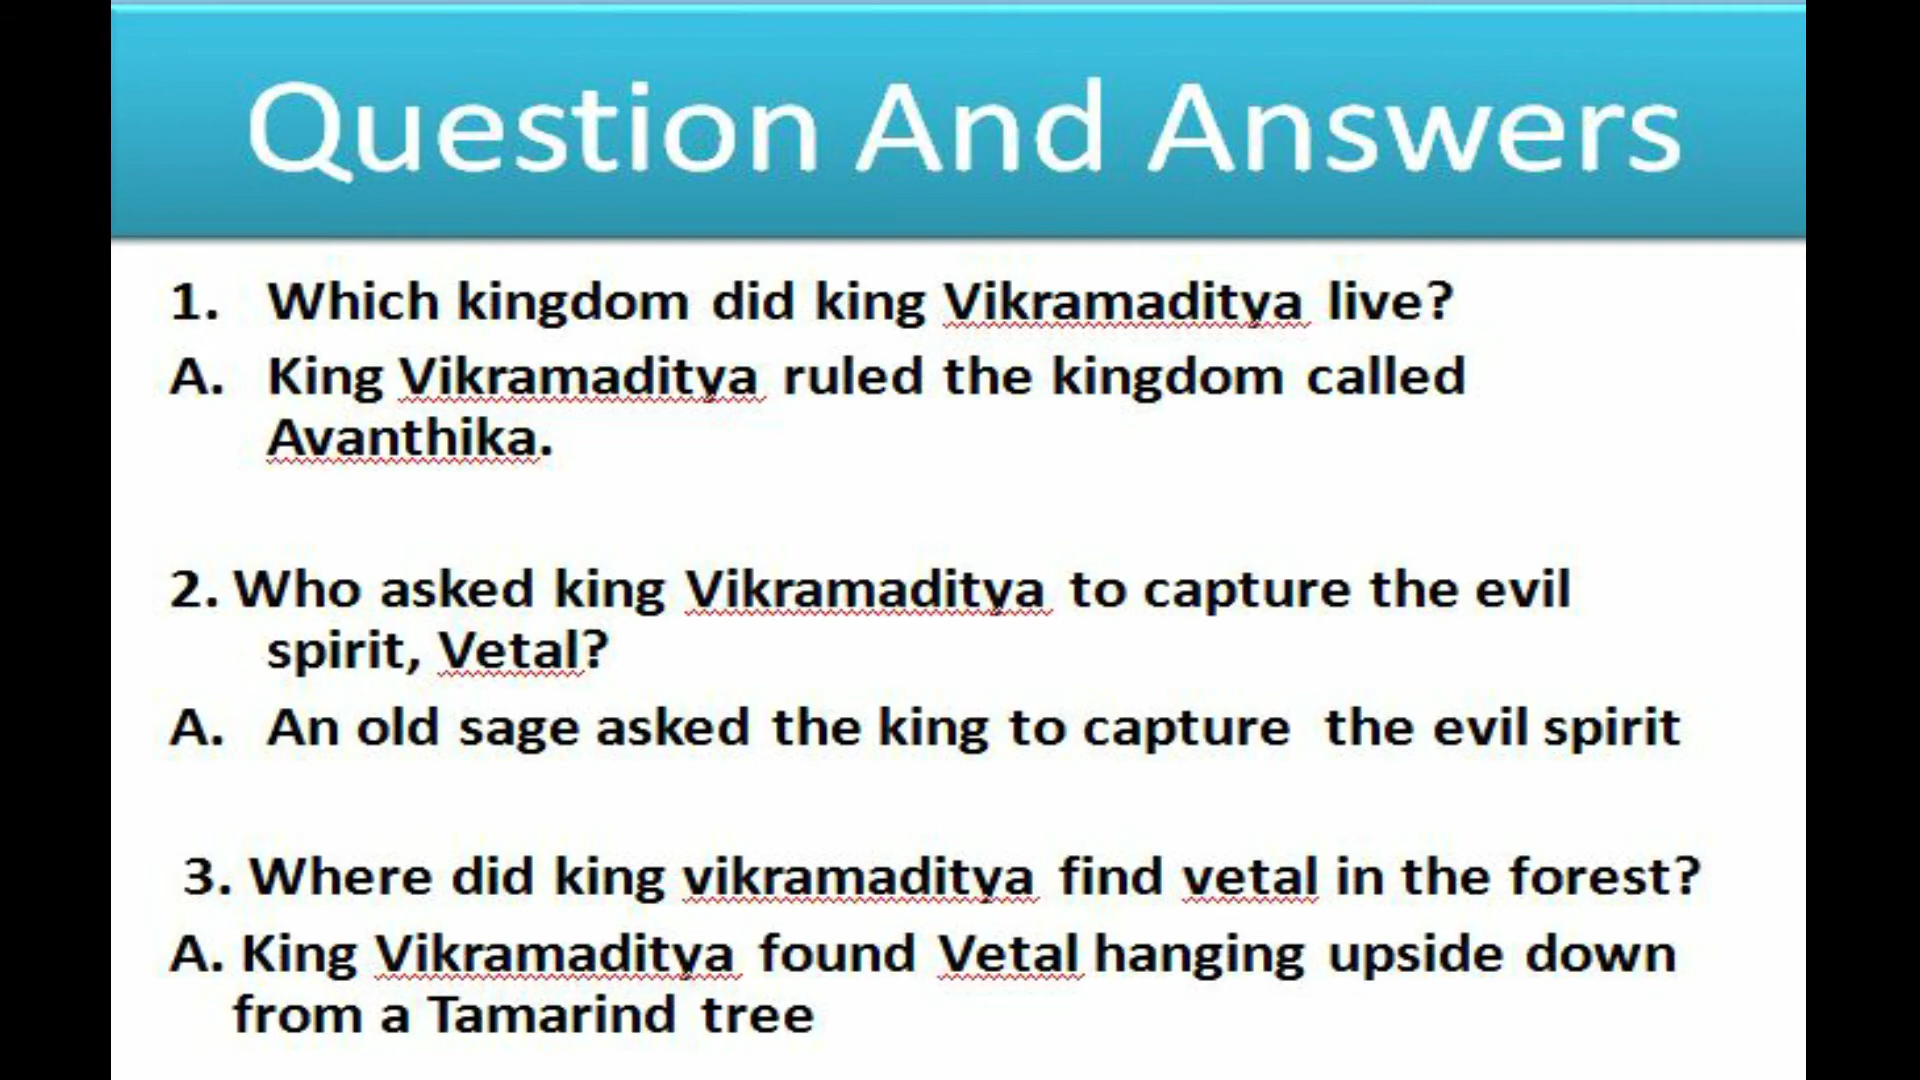 Question And Answers
1. Which kingdom did king Vikramaditya live?
A. King Vikramaditya ruled the kingdom called
Avanthika.
2. Who asked king Vikramaditya to capture the evil
spirit, Vetal?
A. An old sage asked the king to capture the evil spirit
3. Where did king vikramaditya find vetal in the forest?
A. King Vikramaditya found Vetal hanging upside down
from a Tamarind tree